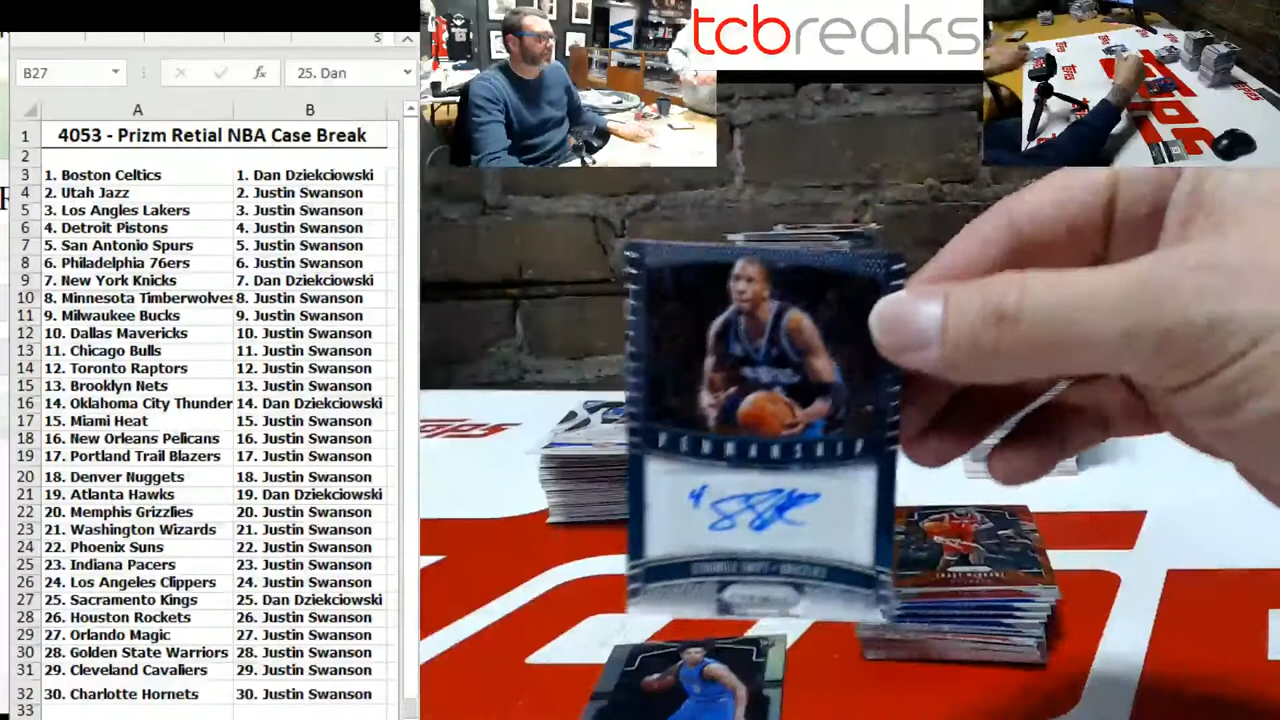 tcbreaks
B27
fx
25. Dan
A
B
1 4053 - Prizm Retial NBA Case Break
2
3 1. Boston Celtics 1. Dan Dziekciowski
4 2. Utah Jazz 2. Justin Swanson
5 3. Los Angles Lakers 3. Justin Swanson
6 4. Detroit Pistons 4. Justin Swanson
7 5. San Antonio Spurs 5. Justin Swanson
8 6. Philadelphia 76ers 6. Justin Swanson
9 7. New York Knicks 7. Dan Dziekciowski
10 8. Minnesota Timberwolves 8. Justin Swanson
11 9. Milwaukee Bucks 9. Justin Swanson
12 10. Dallas Mavericks 10. Justin Swanson
13 11. Chicago Bulls 11. Justin Swanson
14 12. Toronto Raptors 12. Justin Swanson
15 13. Brooklyn Nets 13. Justin Swanson
16 14. Oklahoma City Thunder 14. Dan Dziekciowski
17 15. Miami Heat 15. Justin Swanson
18 16. New Orleans Pelicans 16. Justin Swanson
19 17. Portland Trail Blazers 17. Justin Swanson
20 18. Denver Nuggets 18. Justin Swanson
21 19. Atlanta Hawks 19. Dan Dziekciowski
22 20. Memphis Grizzlies 20. Justin Swanson
23 21. Washington Wizards 21. Justin Swanson
24 22. Phoenix Suns 22. Justin Swanson
25 23. Indiana Pacers 23. Justin Swanson
26 24. Los Angeles Clippers 24. Justin Swanson
27 25. Sacramento Kings 25. Dan Dziekciowski
28 26. Houston Rockets 26. Justin Swanson
29 27. Orlando Magic 27. Justin Swanson
30 28. Golden State Warriors 28. Justin Swanson
31 29. Cleveland Cavaliers 29. Justin Swanson
32 30. Charlotte Hornets 30. Justin Swanson
33
TOPPS
PENMANSHIP
4